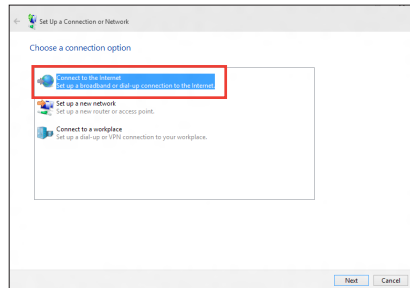 Set Up a Connection or Network
Choose a connection option
Connect to the Internet
Set up a broadband or dial-up connection to the Internet.
Set up a new network
Set up a new router or access point.
Connect to a workplace
Set up a dial-up or VPN connection to your workplace.
Next
Cancel